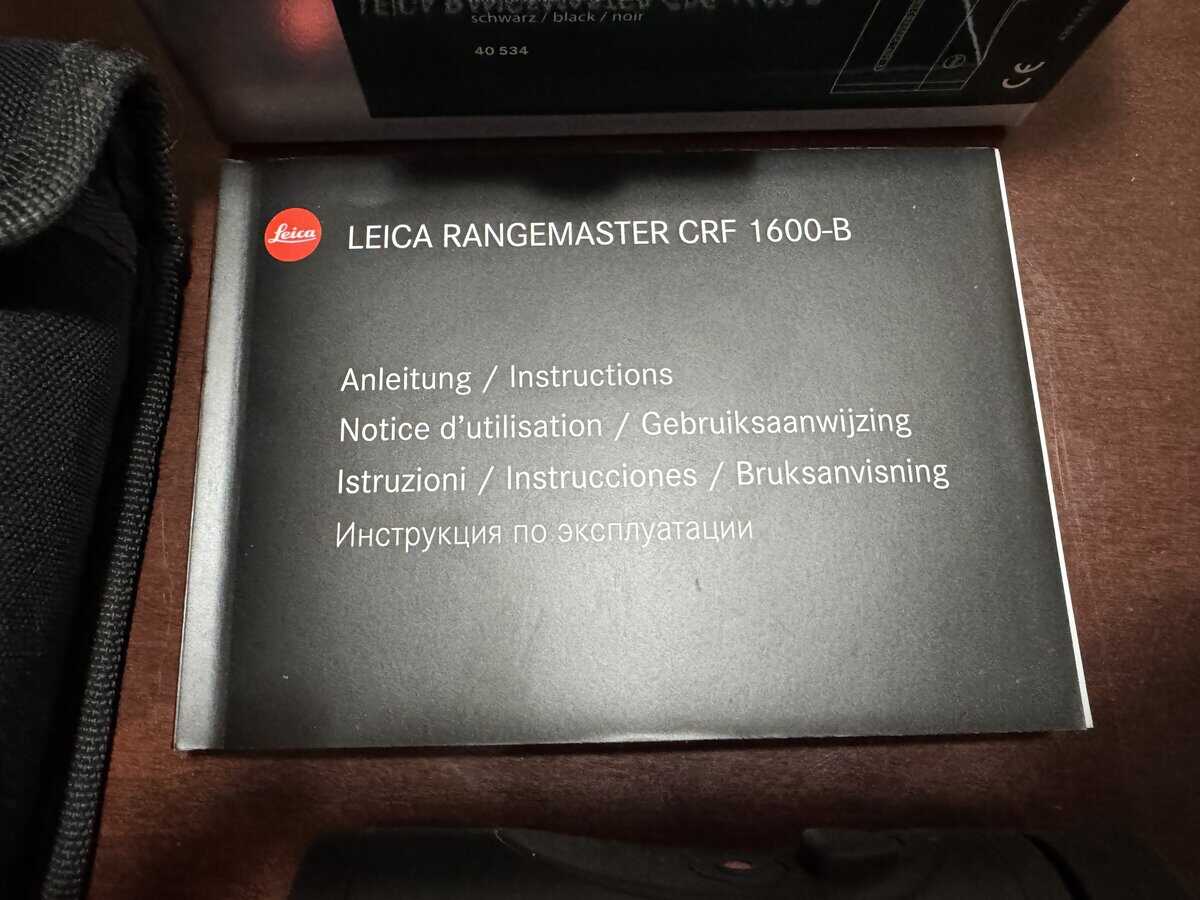 schwarz / black / noir
40 534
CE
Leica
LEICA RANGEMASTER CRF 1600-B
Anleitung / Instructions
Notice d'utilisation / Gebruiksaanwijzing
Istruzioni / Instrucciones / Bruksanvisning
Инструкция по эксплуатации